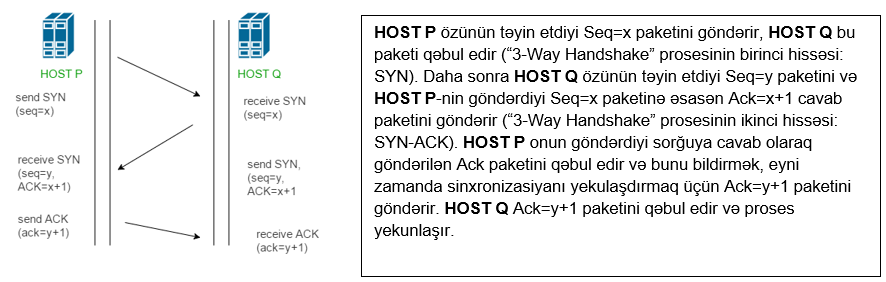 HOST P
HOST Q
send SYN
(seq=x)
receive SYN
(seq=x)
receive SYN
(seq=y,
ACK=x+1)
send SYN,
(seq=y,
ACK=x+1
send ACK
(ack=y+1)
receive ACK
(ack=y+1)
HOST P özünün təyin etdiyi Seq=x paketini göndərir, HOST Q bu
paketi qəbul edir (“3-Way Handshake” prosesinin birinci hissəsi:
SYN). Daha sonra HOST Q özünün təyin etdiyi Seq=y paketini və
HOST P-nin göndərdiyi Seq=x paketinə əsasən Ack=x+1 cavab
paketini göndərir (“3-Way Handshake” prosesinin ikinci hissəsi:
SYN-ACK). HOST P onun göndərdiyi sorğuya cavab olaraq
göndərilən Ack paketini qəbul edir və bunu bildirmək, eyni
zamanda sinxronizasiyanı yekulaşdırmaq üçün Ack=y+1 paketini
göndərir. HOST Q Ack=y+1 paketini qəbul edir və proses
yekunlaşır.